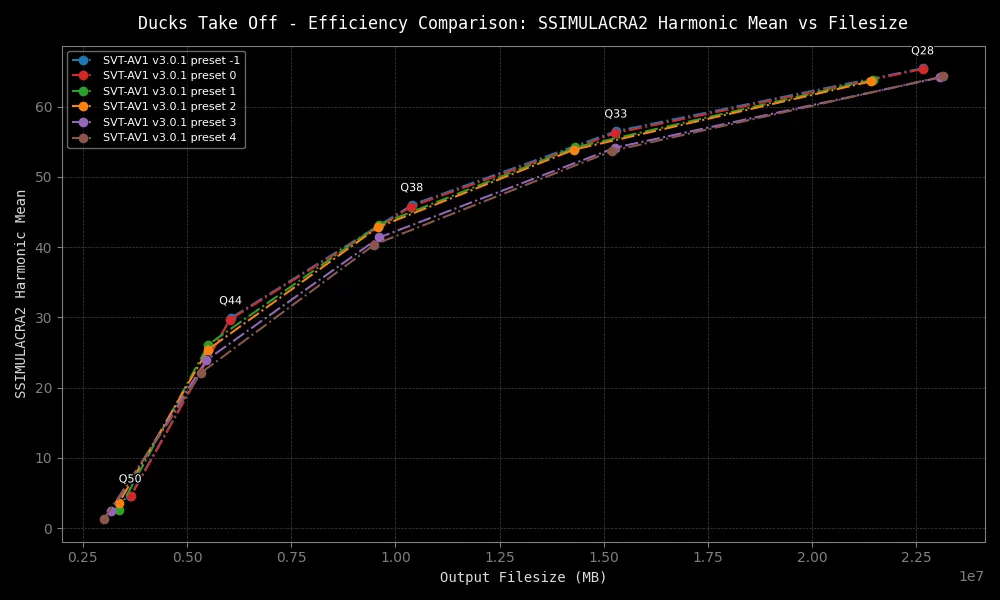 Ducks Take Off - Efficiency Comparison: SSIMULACRA2 Harmonic Mean vs Filesize
SVT-AV1 v3.0.1 preset -1
SVT-AV1 v3.0.1 preset 0
SVT-AV1 v3.0.1 preset 1
SVT-AV1 v3.0.1 preset 2
SVT-AV1 v3.0.1 preset 3
SVT-AV1 v3.0.1 preset 4
Q28
Q33
Q38
Q44
Q50
SSIMULACRA2 Harmonic Mean
60
50
40
30
20
10
0
0.25 0.50 0.75 1.00 1.25 1.50 1.75 2.00 2.25
1e7
Output Filesize (MB)